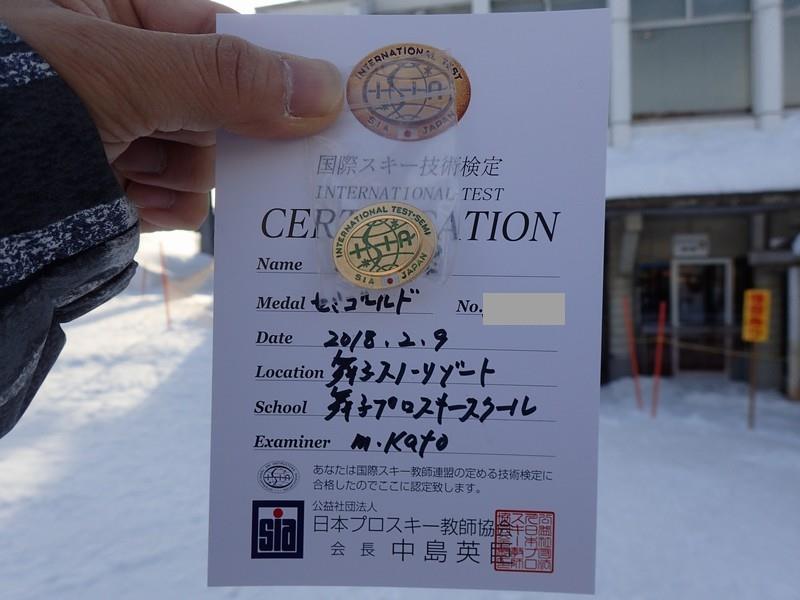 INTERNATIONAL TEST
SIA JAPAN
国際スキー技術検定
INTERNATIONAL TEST
CERTIFICATION
INTERNATIONAL TEST-SEMI
SIA
SIA JAPAN
Name
Medal セミゴールド No.
Date 2018.2.9
Location 舞子スノーリゾート
School 舞子プロスキースクール
Examiner M.Kato
あなたは国際スキー教師連盟の定める技術検定に
合格したのでここに認定致します。
sia
公益社団法人
日本プロスキー教師協会
会長 中島英臣